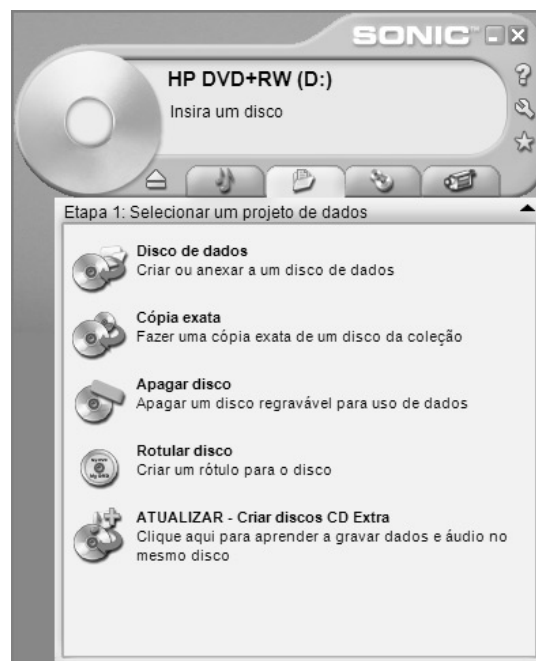 SONIC™
HP DVD+RW (D:)
Insira um disco
Etapa 1: Selecionar um projeto de dados
Disco de dados
Criar ou anexar a um disco de dados
Cópia exata
Fazer uma cópia exata de um disco da coleção
Apagar disco
Apagar um disco regravável para uso de dados
Rotular disco
Criar um rótulo para o disco
ATUALIZAR - Criar discos CD Extra
Clique aqui para aprender a gravar dados e áudio no
mesmo disco